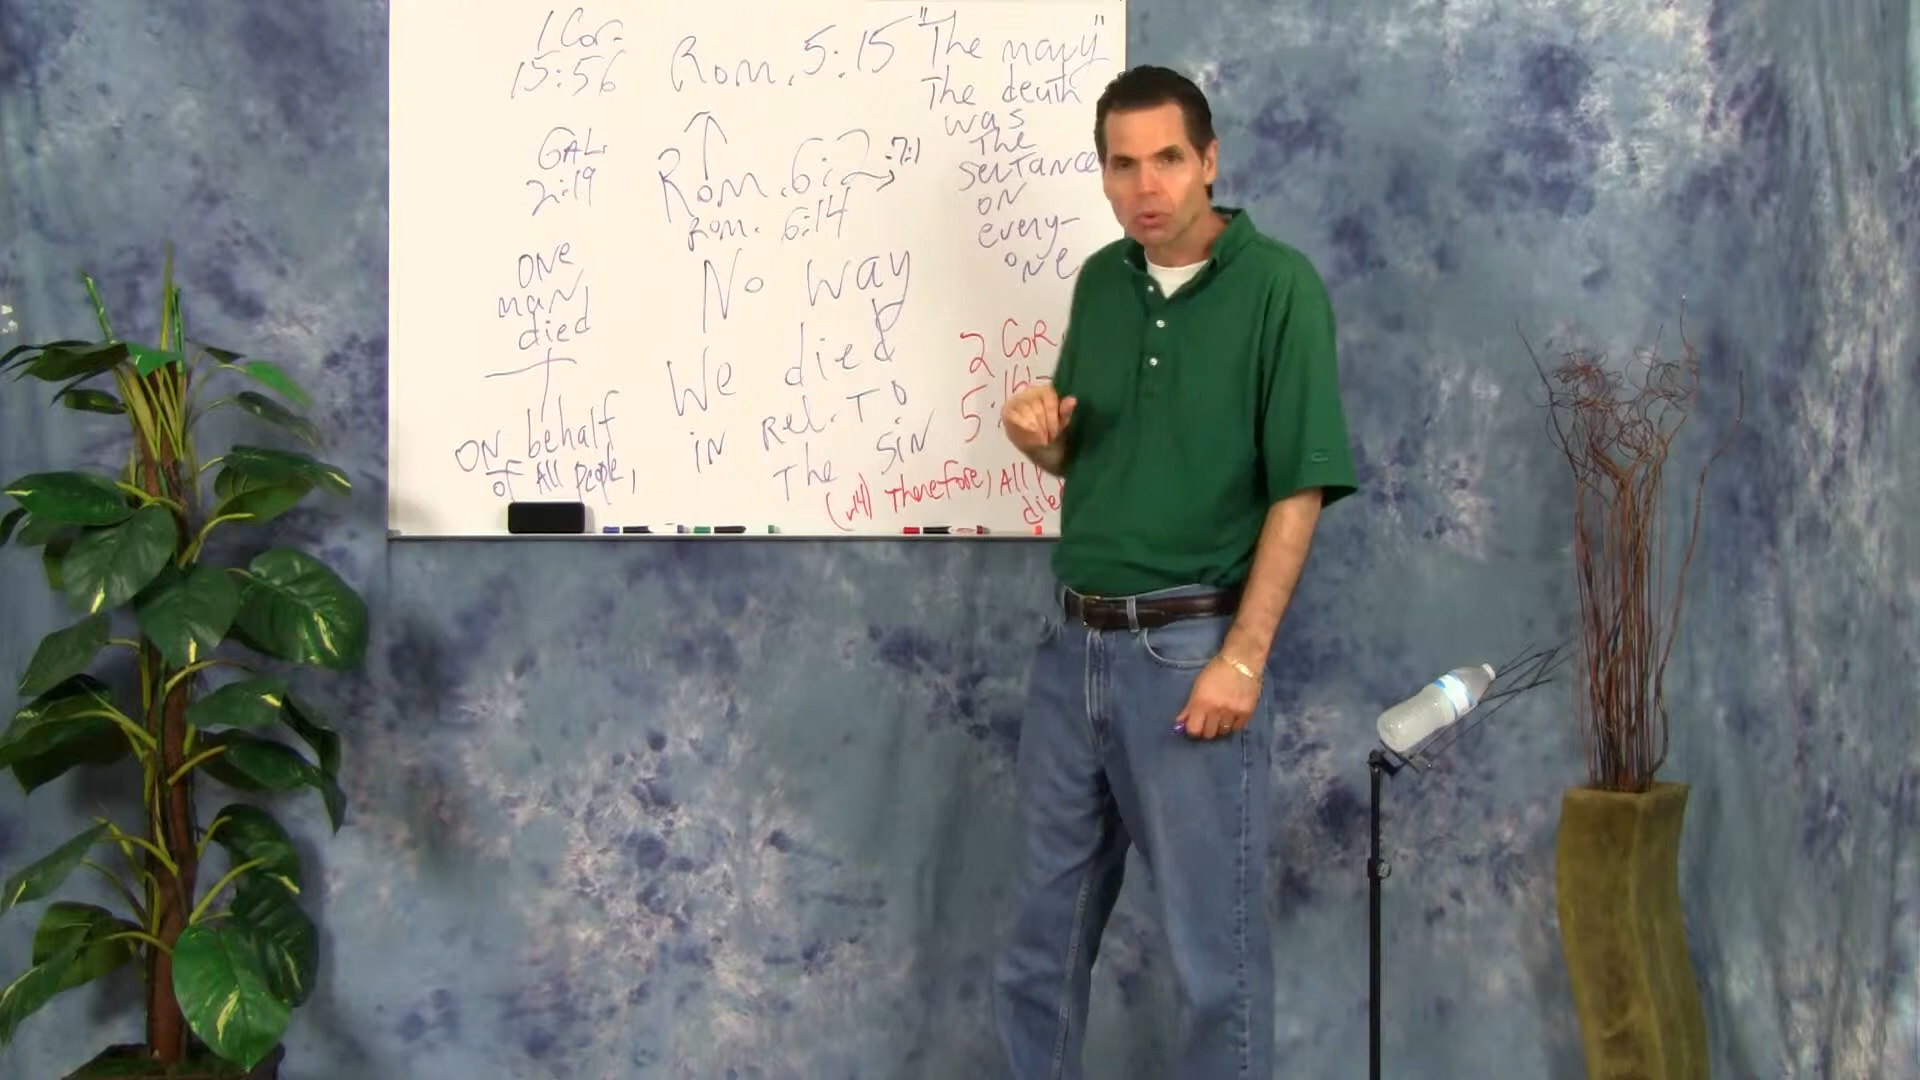 1 Cor.
15:56
GAL.
2:19
ONE
man
died
ON behalf
of All People,
Rom. 5:15
Rom. 6:2 -7:1
Rom. 6:14
No way
We died
in rel. TO
The SiN
"The many"
The death
was
The
senTance
ON
every-
one
2 COR
5:
(v14) Therefore, All
die